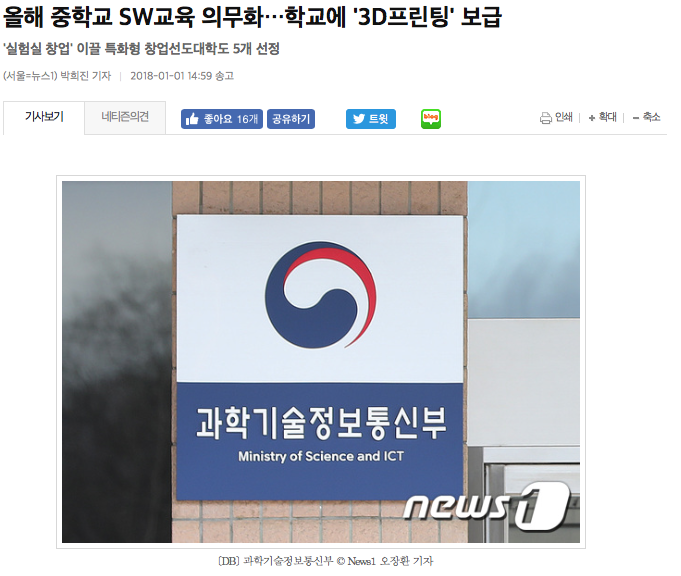 올해 중학교 SW교육 의무화…학교에 '3D프린팅' 보급
'실험실 창업' 이끌 특화형 창업선도대학도 5개 선정
(서울=뉴스1) 박희진 기자 | 2018-01-01 14:59 송고
기사보기 네티즌의견 좋아요 16개 공유하기 트윗 blog 인쇄 | + 확대 | − 축소
과학기술정보통신부
Ministry of Science and ICT
news1
[DB] 과학기술정보통신부 © News1 오장환 기자